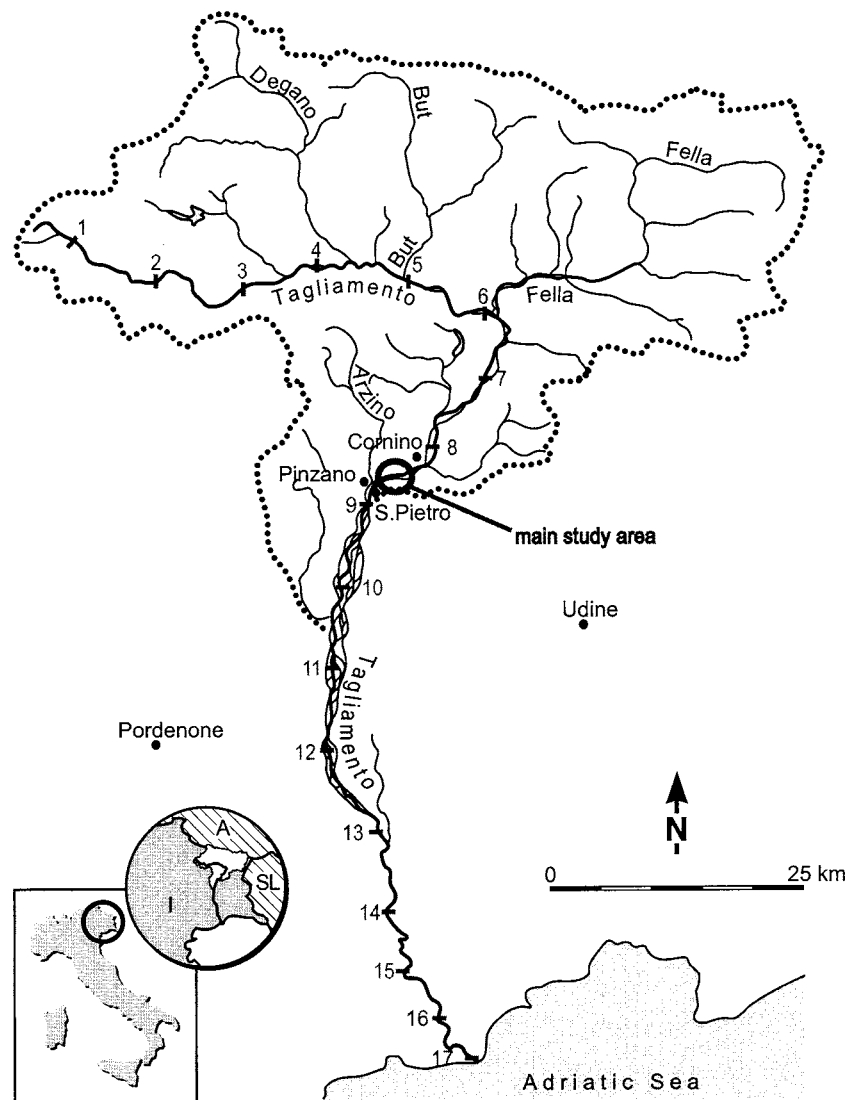 Degano
But
Fella
1
2
3
4
But
5
Tagliamento
6
Fella
7
Arzino
Cornino
8
Pinzano
9
S.Pietro
main study area
10
Udine
11
Tagliamento
Pordenone
12
13
N
0
25 km
A
SL
I
14
15
16
17
Adriatic Sea